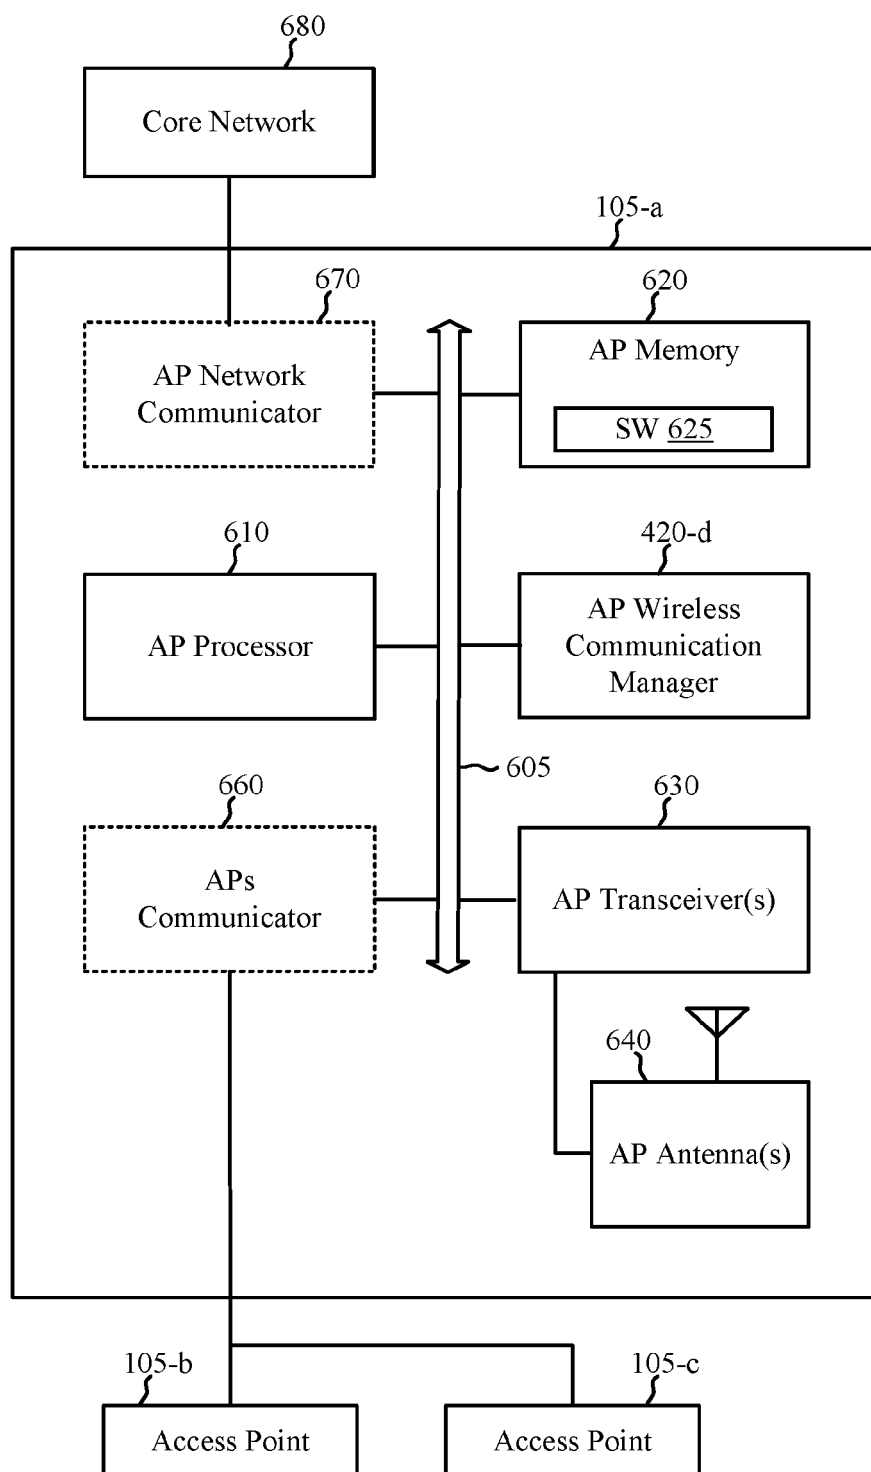 680
Core Network
105-a
670
620
AP Network
Communicator
AP Memory
SW 625
610
420-d
AP Processor
AP Wireless
Communication
Manager
605
660
630
APs
Communicator
AP Transceiver(s)
640
AP Antenna(s)
105-b
105-c
Access Point
Access Point